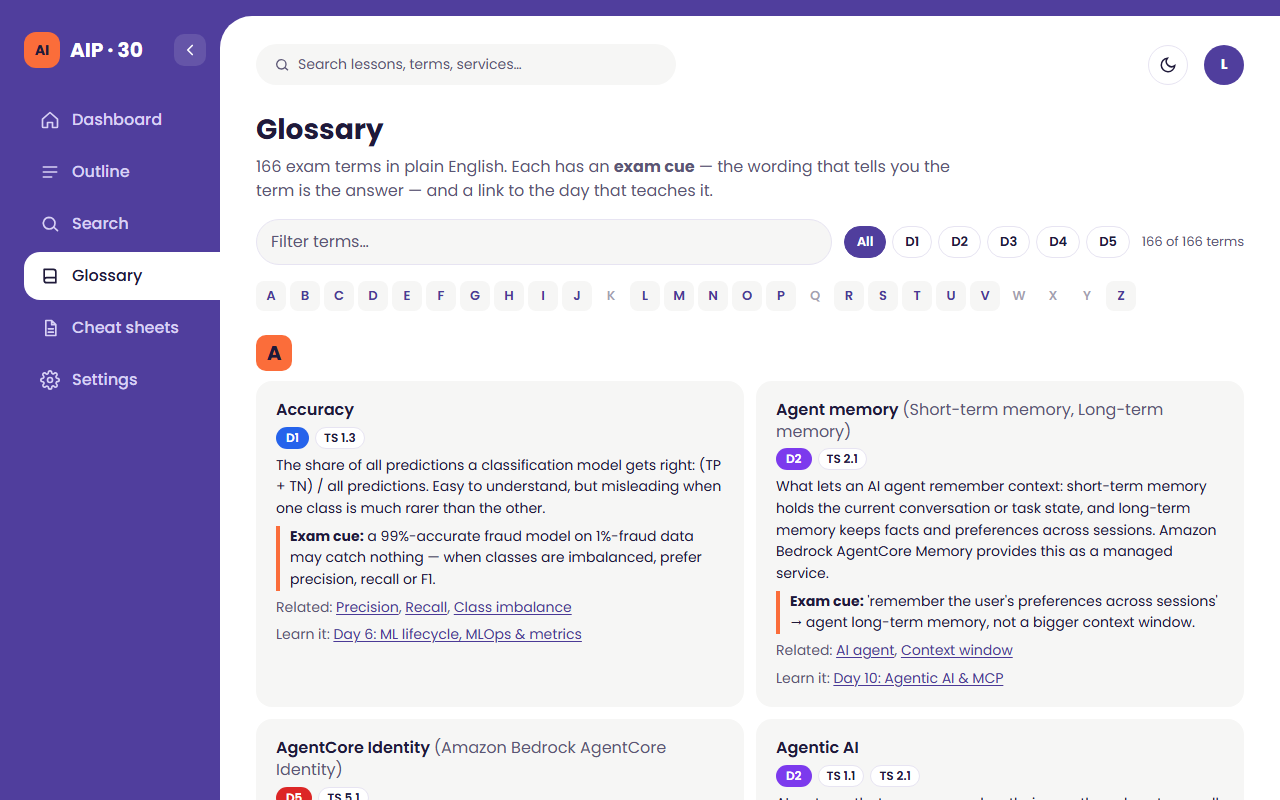 AI AIP · 30
Dashboard
Outline
Search
Glossary
Cheat sheets
Settings
Search lessons, terms, services...
L
Glossary
166 exam terms in plain English. Each has an exam cue — the wording that tells you the
term is the answer — and a link to the day that teaches it.
Filter terms...
All D1 D2 D3 D4 D5 166 of 166 terms
A B C D E F G H I J K L M N O P Q R S T U V W X Y Z
A
Accuracy
D1 TS 1.3
The share of all predictions a classification model gets right: (TP
+ TN) / all predictions. Easy to understand, but misleading when
one class is much rarer than the other.
Exam cue: a 99%-accurate fraud model on 1%-fraud data
may catch nothing — when classes are imbalanced, prefer
precision, recall or F1.
Related: Precision, Recall, Class imbalance
Learn it: Day 6: ML lifecycle, MLOps & metrics
Agent memory (Short-term memory, Long-term
memory)
D2 TS 2.1
What lets an AI agent remember context: short-term memory
holds the current conversation or task state, and long-term
memory keeps facts and preferences across sessions. Amazon
Bedrock AgentCore Memory provides this as a managed
service.
Exam cue: 'remember the user's preferences across sessions'
→ agent long-term memory, not a bigger context window.
Related: AI agent, Context window
Learn it: Day 10: Agentic AI & MCP
AgentCore Identity (Amazon Bedrock AgentCore
Identity)
D5 TS 5.1
Agentic AI
D2 TS 1.1 TS 2.1